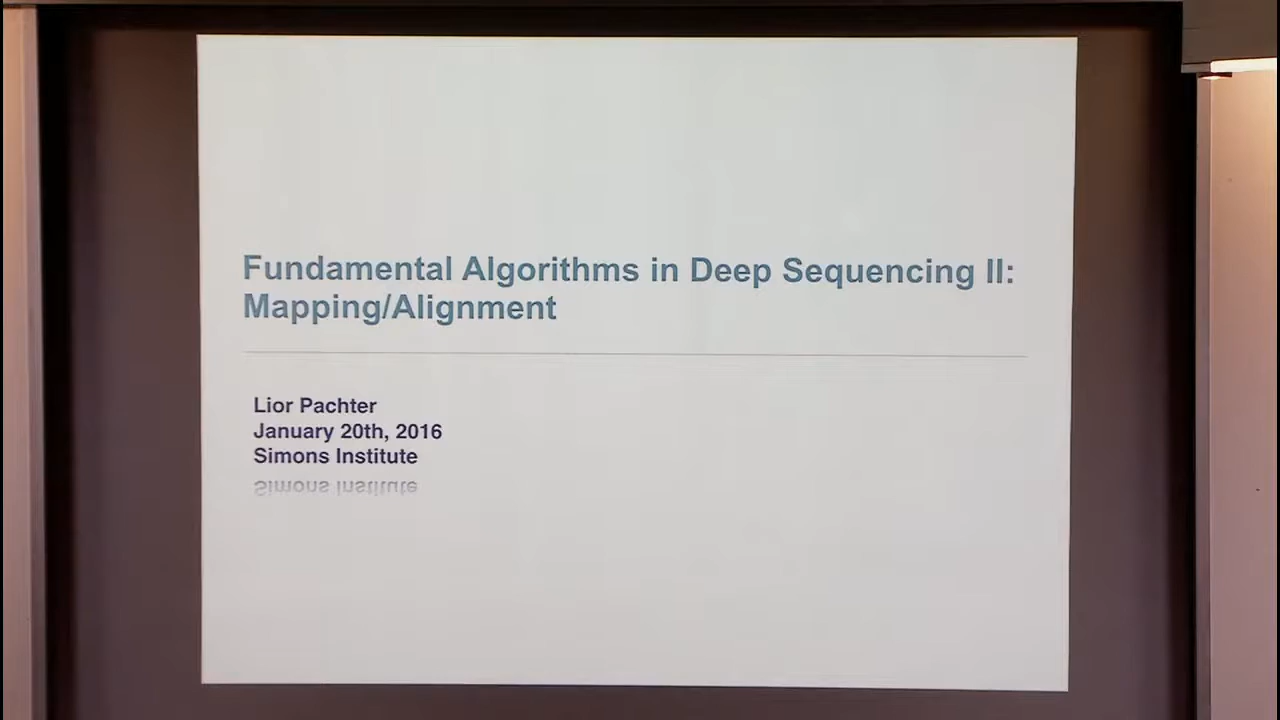 Fundamental Algorithms in Deep Sequencing II:
Mapping/Alignment
Lior Pachter
January 20th, 2016
Simons Institute